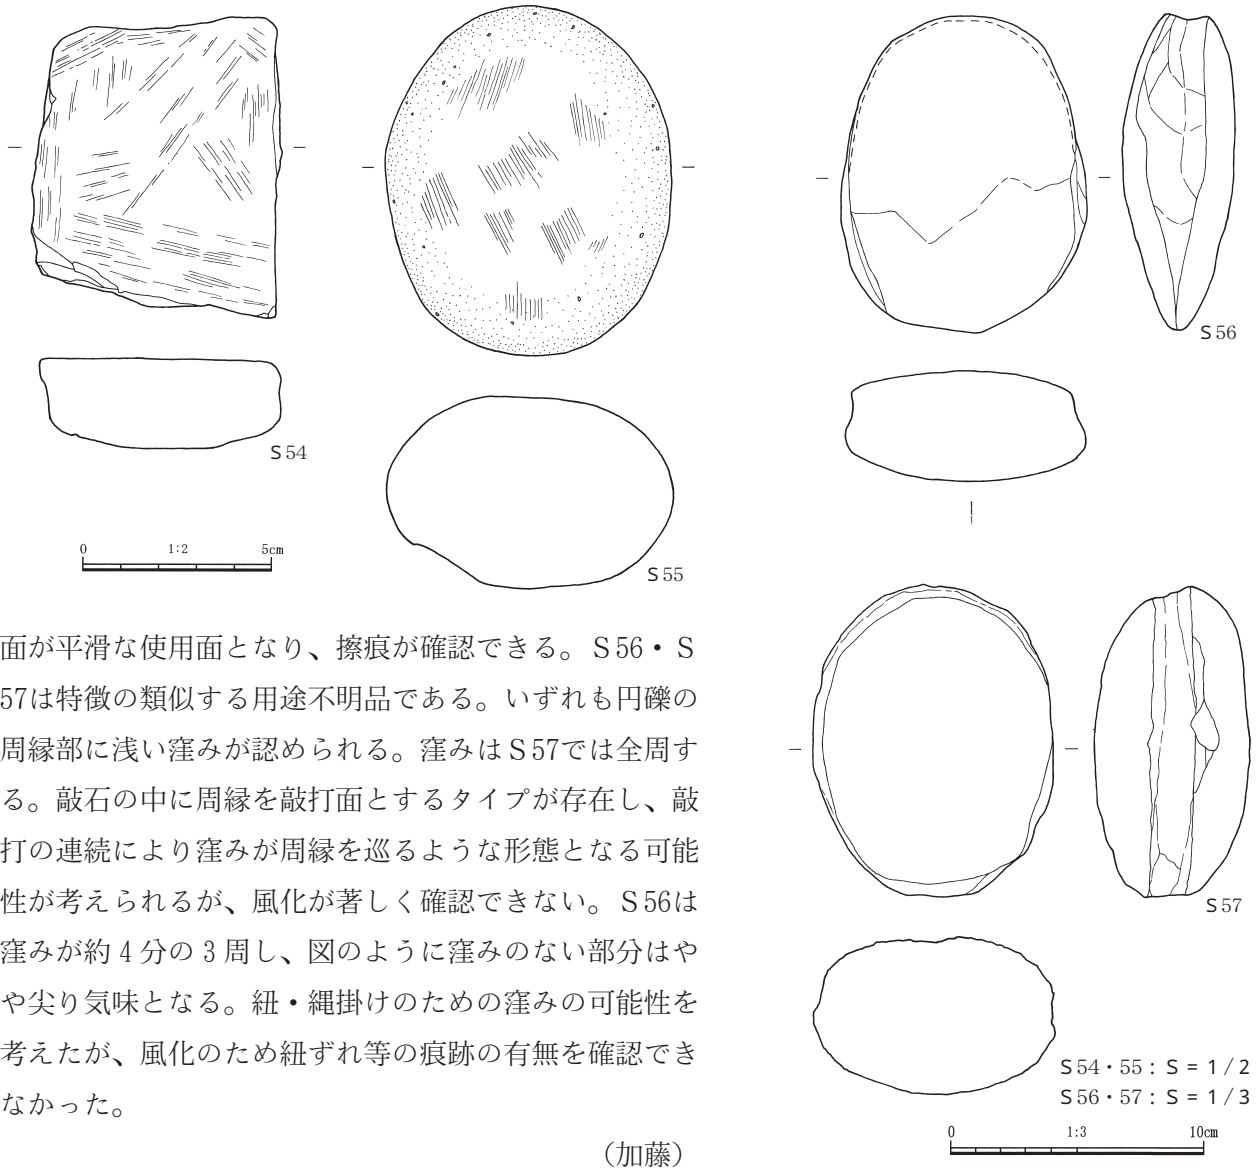 S54
0 1:2 5cm
S55
S56
面が平滑な使用面となり、擦痕が確認できる。S56・S
57は特徴の類似する用途不明品である。いずれも円礫の
周縁部に浅い窪みが認められる。窪みはS57では全周す
る。敲石の中に周縁を敲打面とするタイプが存在し、敲
打の連続により窪みが周縁を巡るような形態となる可能
性が考えられるが、風化が著しく確認できない。S56は
窪みが約4分の3周し、図のように窪みのない部分はや
や尖り気味となる。紐・縄掛けのための窪みの可能性を
考えたが、風化のため紐ずれ等の痕跡の有無を確認でき
なかった。
（加藤）
S57
S54・55：S＝1/2
S56・57：S＝1/3
0 1:3 10cm